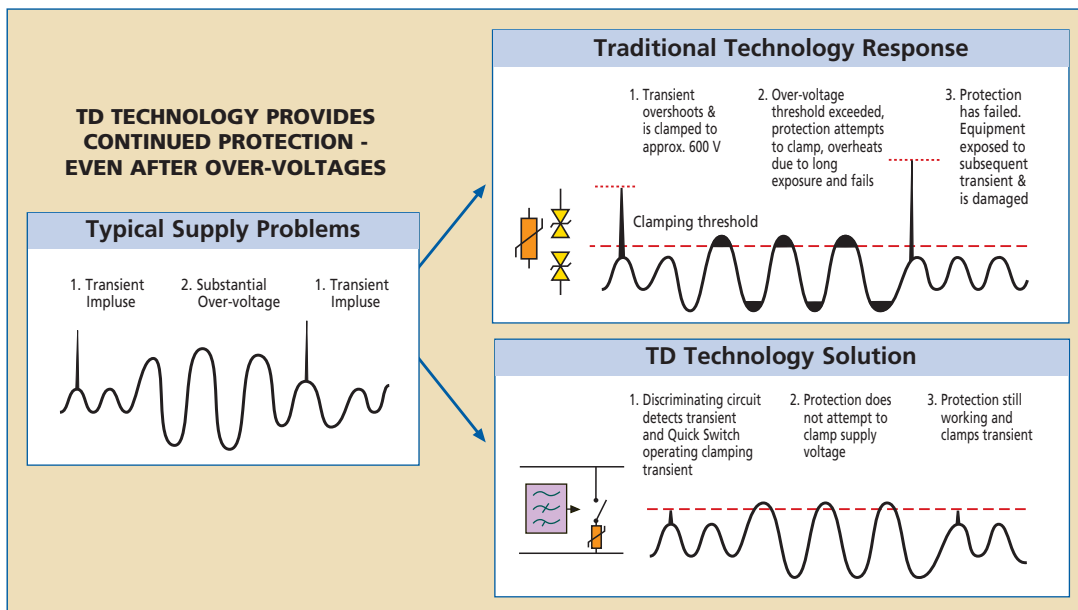 TD TECHNOLOGY PROVIDES
CONTINUED PROTECTION -
EVEN AFTER OVER-VOLTAGES
Typical Supply Problems
1. Transient
Impluse
2. Substantial
Over-voltage
1. Transient
Impluse
Traditional Technology Response
1. Transient
overshoots &
is clamped to
approx. 600 V
2. Over-voltage
threshold exceeded,
protection attempts
to clamp, overheats
due to long
exposure and fails
3. Protection
has failed.
Equipment
exposed to
subsequent
transient &
is damaged
Clamping threshold
TD Technology Solution
1. Discriminating circuit
detects transient
and Quick Switch
operating clamping
transient
2. Protection does
not attempt to
clamp supply
voltage
3. Protection still
working and
clamps transient